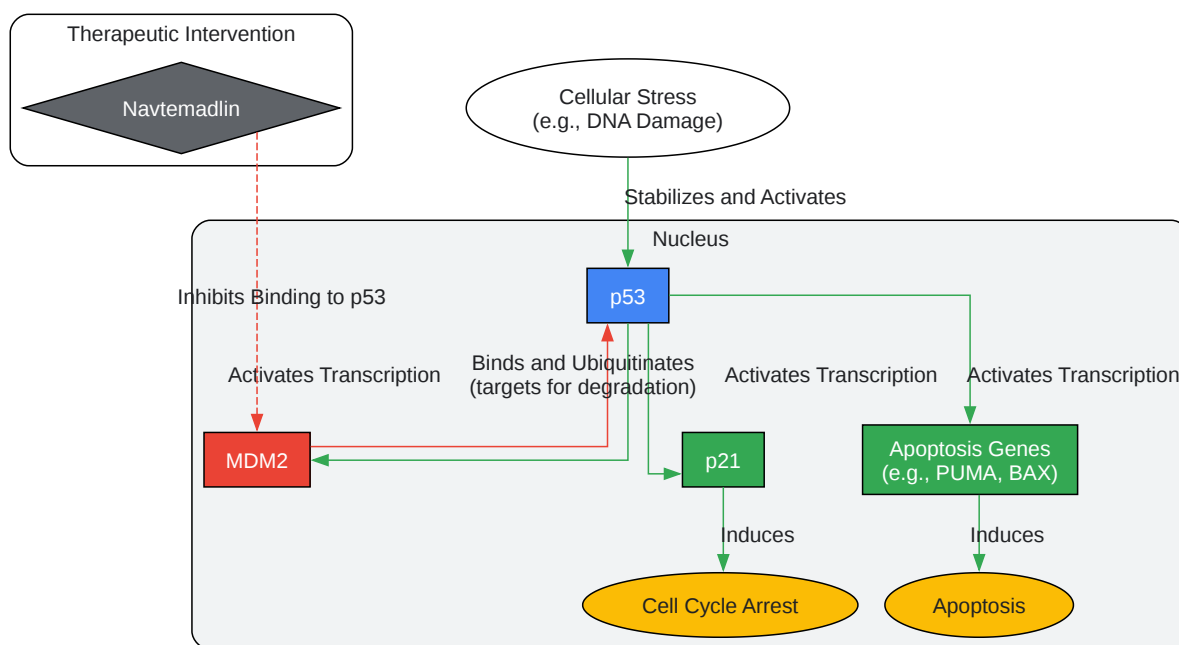 Therapeutic Intervention
Navtemadlin
Cellular Stress
(e.g., DNA Damage)
Stabilizes and Activates
Nucleus
Inhibits Binding to p53
p53
Activates Transcription
Binds and Ubiquitinates
(targets for degradation)
Activates Transcription
Activates Transcription
MDM2
p21
Apoptosis Genes
(e.g., PUMA, BAX)
Induces
Induces
Cell Cycle Arrest
Apoptosis